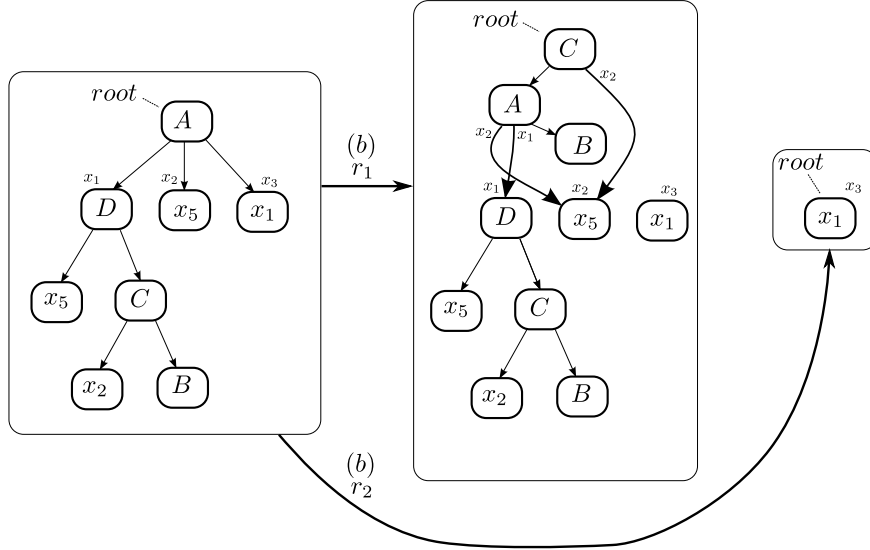 root
A
x₁ x₂ x₃
D x₅ x₁
x₅ C
x₂ B
(b)
r₁
root
C
x₂
A
x₂ x₁
B
x₁ x₂ x₃
D x₅ x₁
x₅ C
x₂ B
(b)
r₂
root
x₃
x₁